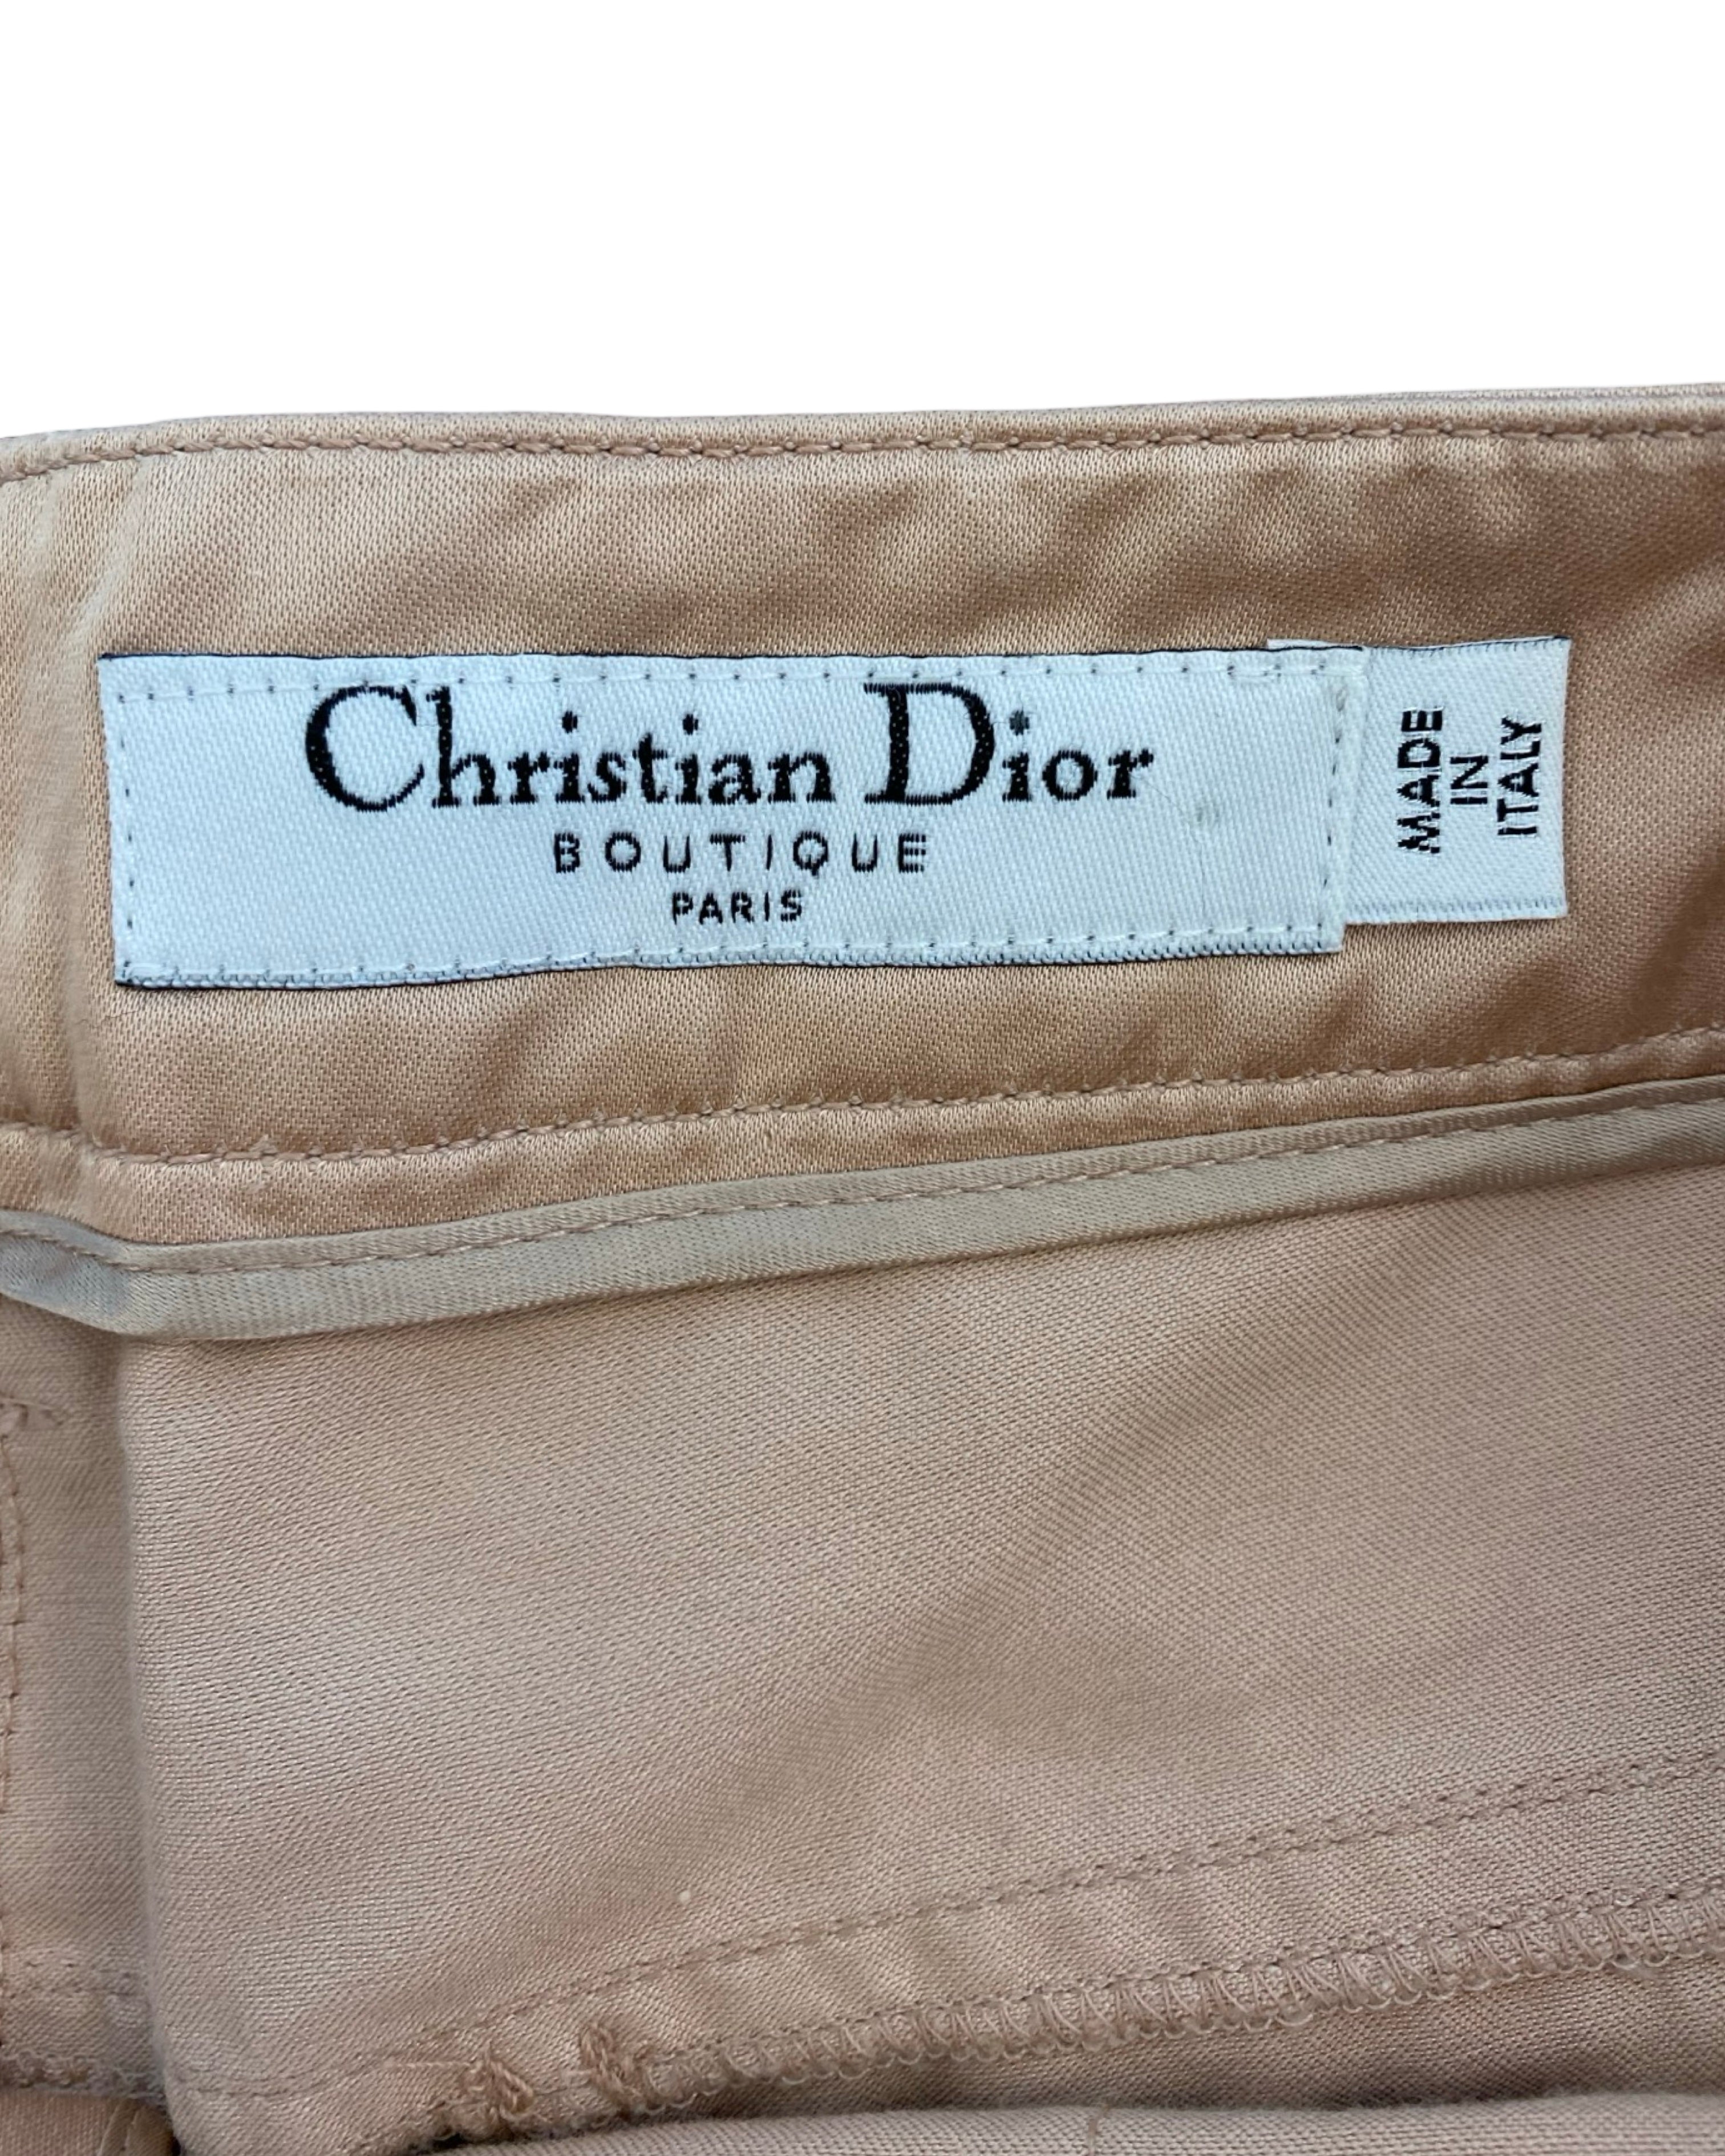 Christian Dior
BOUTIQUE
PARIS
MADE
IN
ITALY